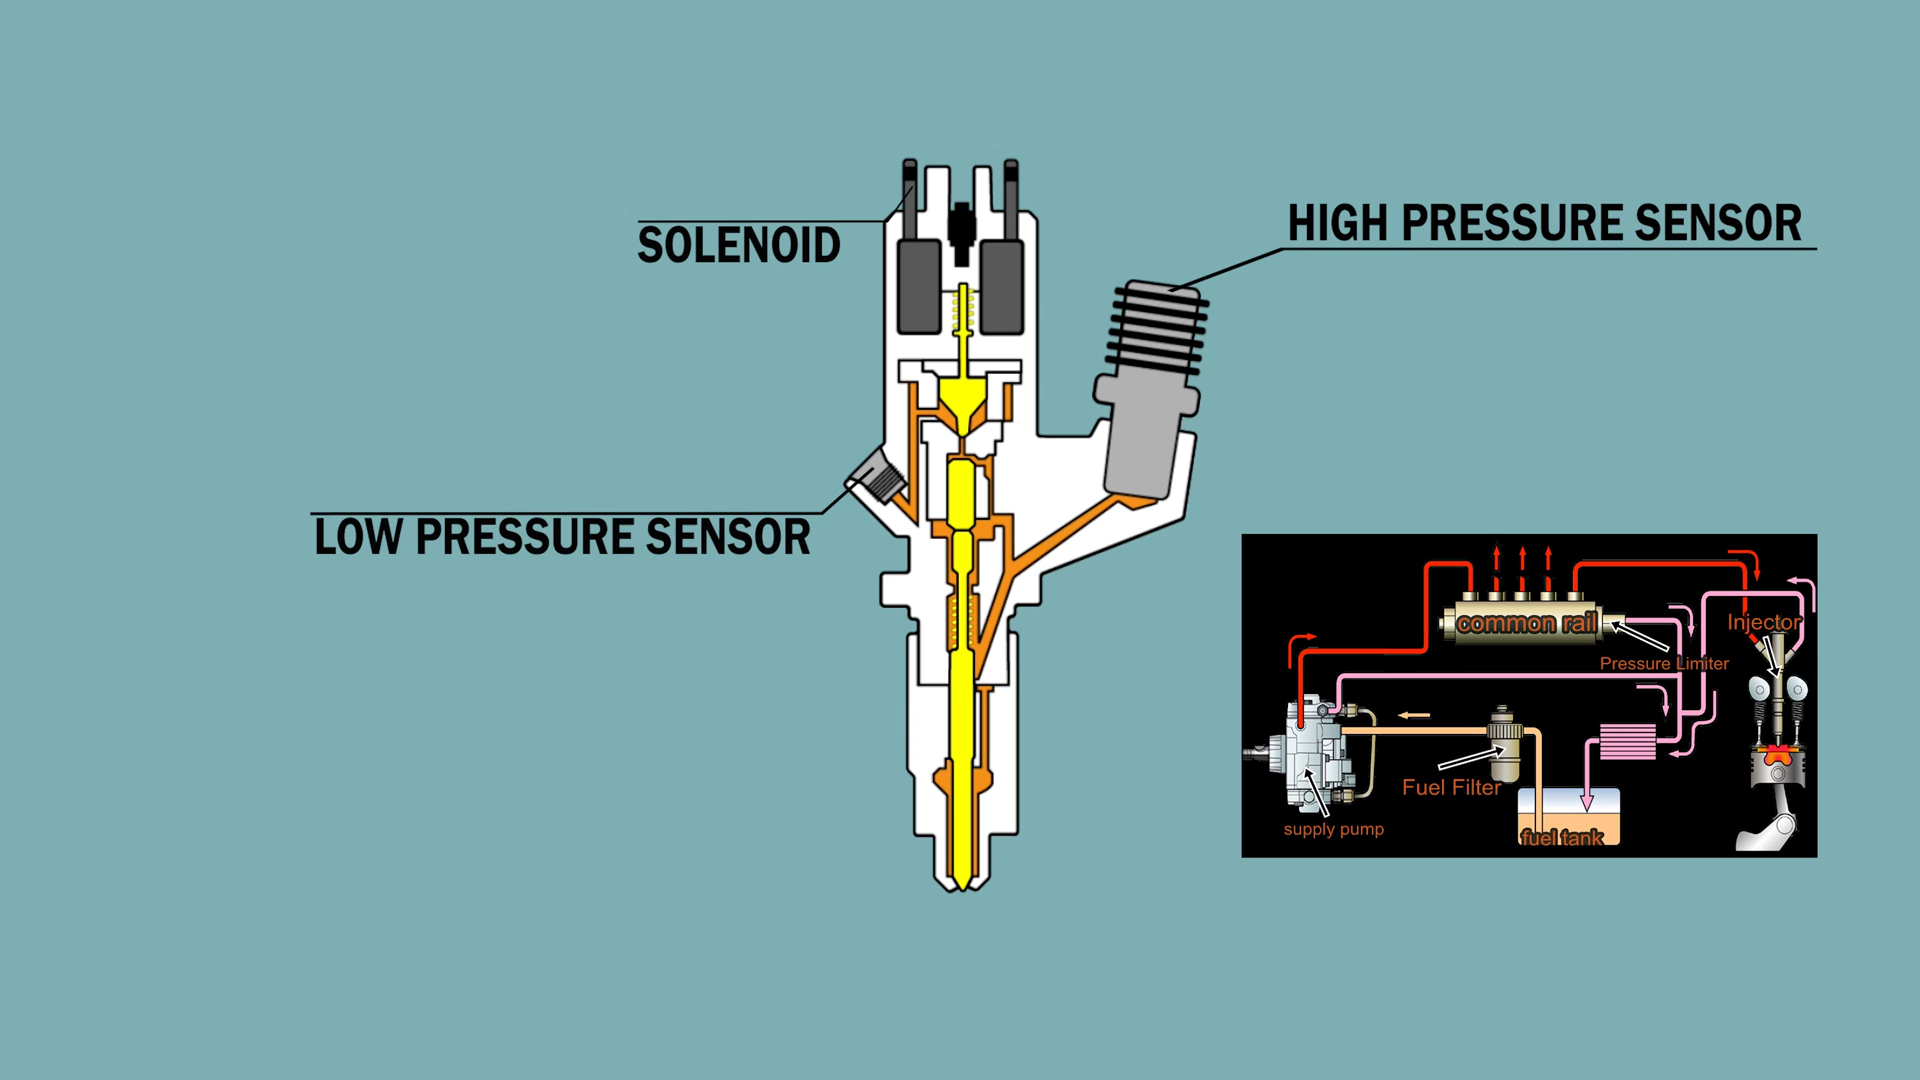 SOLENOID
HIGH PRESSURE SENSOR
LOW PRESSURE SENSOR
common rail
Injector
Pressure Limiter
Fuel Filter
supply pump
fuel tank